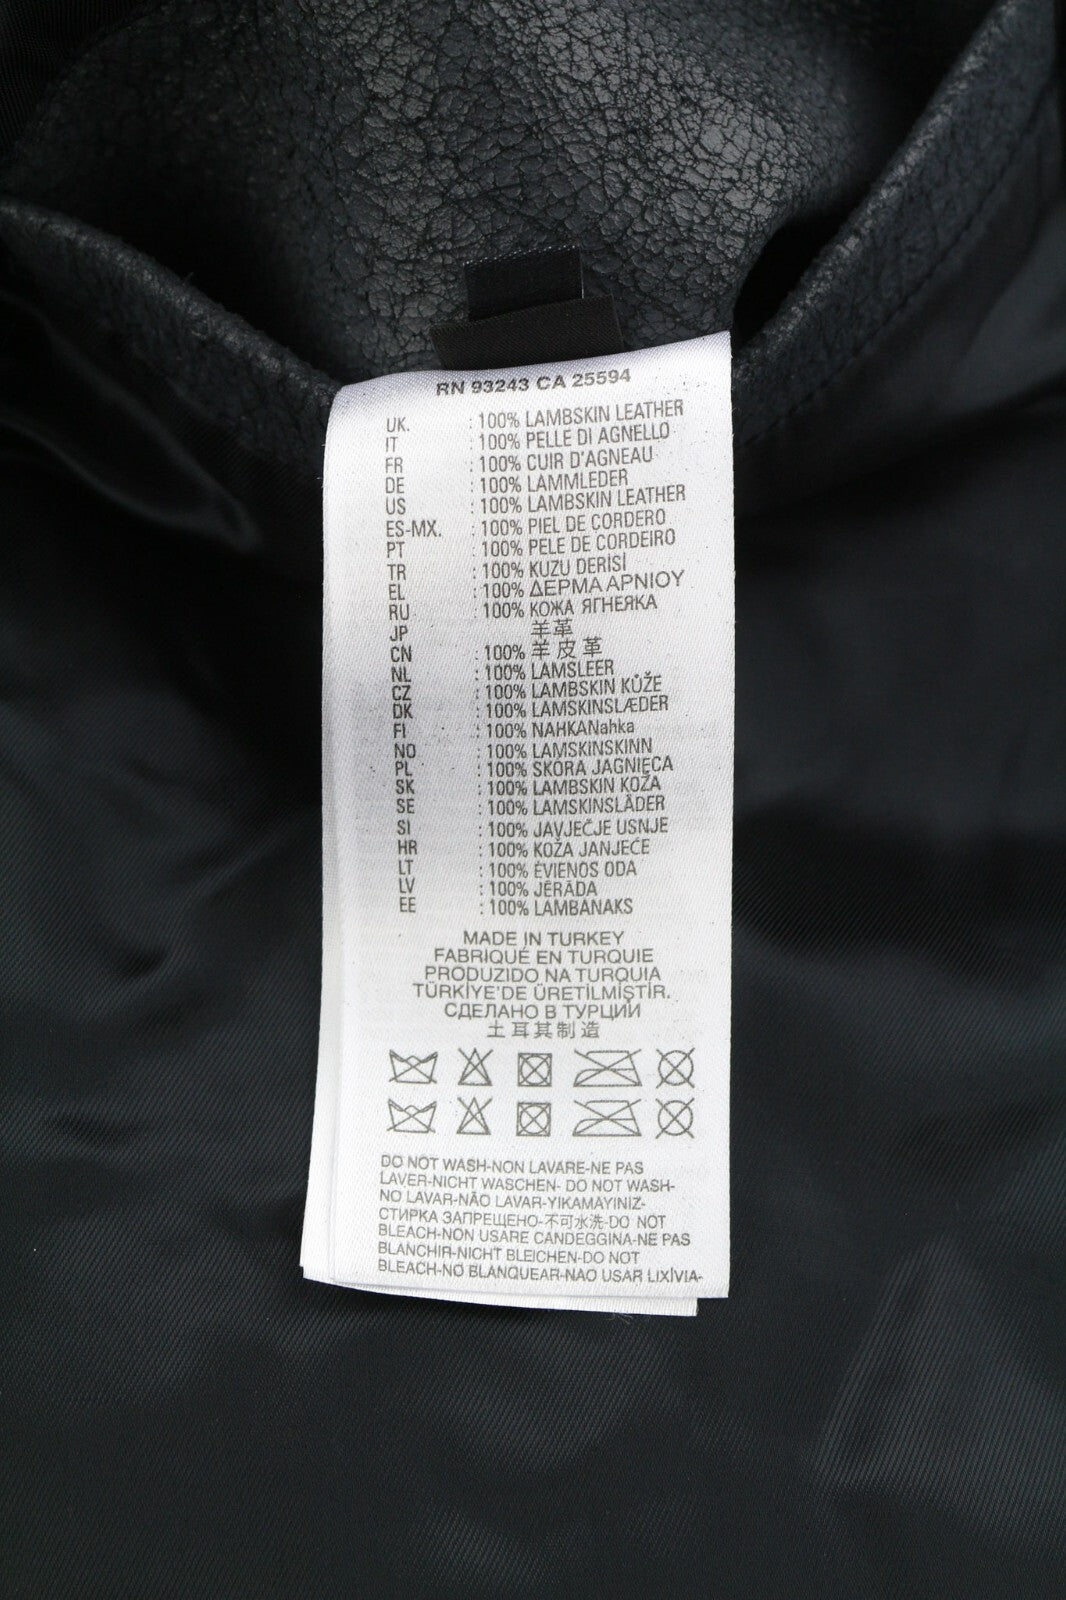 RN 93243 CA 25594
UK. : 100% LAMBSKIN LEATHER
IT : 100% PELLE DI AGNELLO
FR : 100% CUIR D'AGNEAU
DE : 100% LAMMLEDER
US : 100% LAMBSKIN LEATHER
ES-MX. : 100% PIEL DE CORDERO
PT : 100% PELE DE CORDEIRO
TR : 100% KUZU DERİSİ
EL : 100% ΔΕΡΜΑ ΑΡΝΙΟΥ
RU : 100% КОЖА ЯГНЕЯКА
JP 羊革
CN : 100% 羊皮革
NL : 100% LAMSLEER
CZ : 100% LAMBSKIN KŮŽE
DK : 100% LAMSKINSLÆDER
FI : 100% NAHKANahka
NO : 100% LAMSKINSKINN
PL : 100% SKÓRA JAGNIĘCA
SK : 100% LAMBSKIN KOŽA
SE : 100% LAMSKINSLÄDER
SI : 100% JAVJEČJE USNJE
HR : 100% KOŽA JANJEĆE
LT : 100% ĖVIENOS ODA
LV : 100% JĒRĀDA
EE : 100% LAMBANAKS
MADE IN TURKEY
FABRIQUÉ EN TURQUIE
PRODUZIDO NA TURQUIA
TÜRKİYE'DE ÜRETİLMİŞTİR.
СДЕЛАНО В ТУРЦИИ
土耳其制造
DO NOT WASH-NON LAVARE-NE PAS
LAVER-NICHT WASCHEN- DO NOT WASH-
NO LAVAR-NÃO LAVAR-YIKAMAYINIZ-
СТИРКА ЗАПРЕЩЕНО-不可水洗-DO NOT
BLEACH-NON USARE CANDEGGINA-NE PAS
BLANCHIR-NICHT BLEICHEN-DO NOT
BLEACH-NO BLANQUEAR-NAO USAR LIXÍVIA-